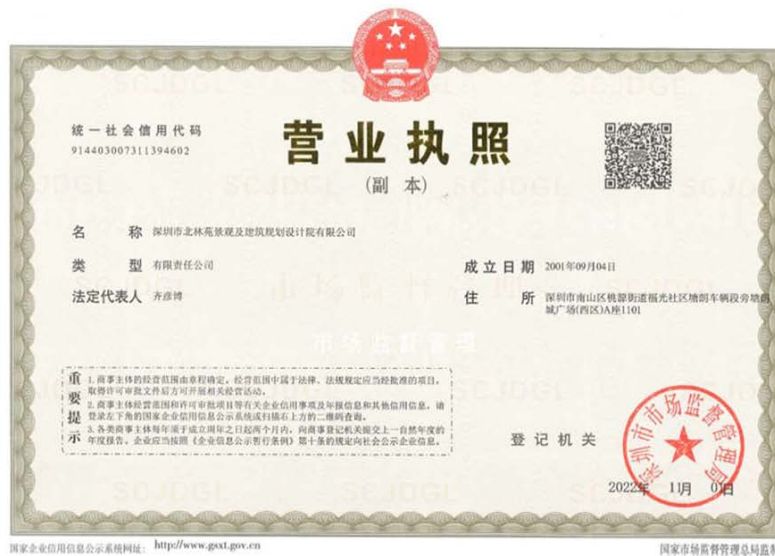 统一社会信用代码
914403007311394602
营业执照
(副 本)
名 称 深圳市北林苑景观及建筑规划设计院有限公司
类 型 有限责任公司
法定代表人 齐彦博
成立日期 2001年09月04日
住 所 深圳市南山区桃源街道福光社区塘朗车辆段旁塘朗
城广场(西区)A座1101
重要提示
1.商事主体的经营范围由章程确定。经营范围中属于法律、法规规定应当经批准的项目,
取得许可审批文件后方可开展相关经营活动。
2.商事主体经营范围和许可审批项目等有关企业信用事项及年报信息和其他信用信息,请
登录左下角的国家企业信用信息公示系统或扫描右上方的二维码查询。
3.各类商事主体每年须于成立周年之日起两个月内,向商事登记机关提交上一自然年度的
年度报告。企业应当按照《企业信息公示暂行条例》第十条的规定向社会公示企业信息。
登记机关
深圳市市场监督管理局
2022年 11月 01日
国家企业信用信息公示系统网址: http://www.gsxt.gov.cn
国家市场监督管理总局监制
SCJDGL
市场监督管理